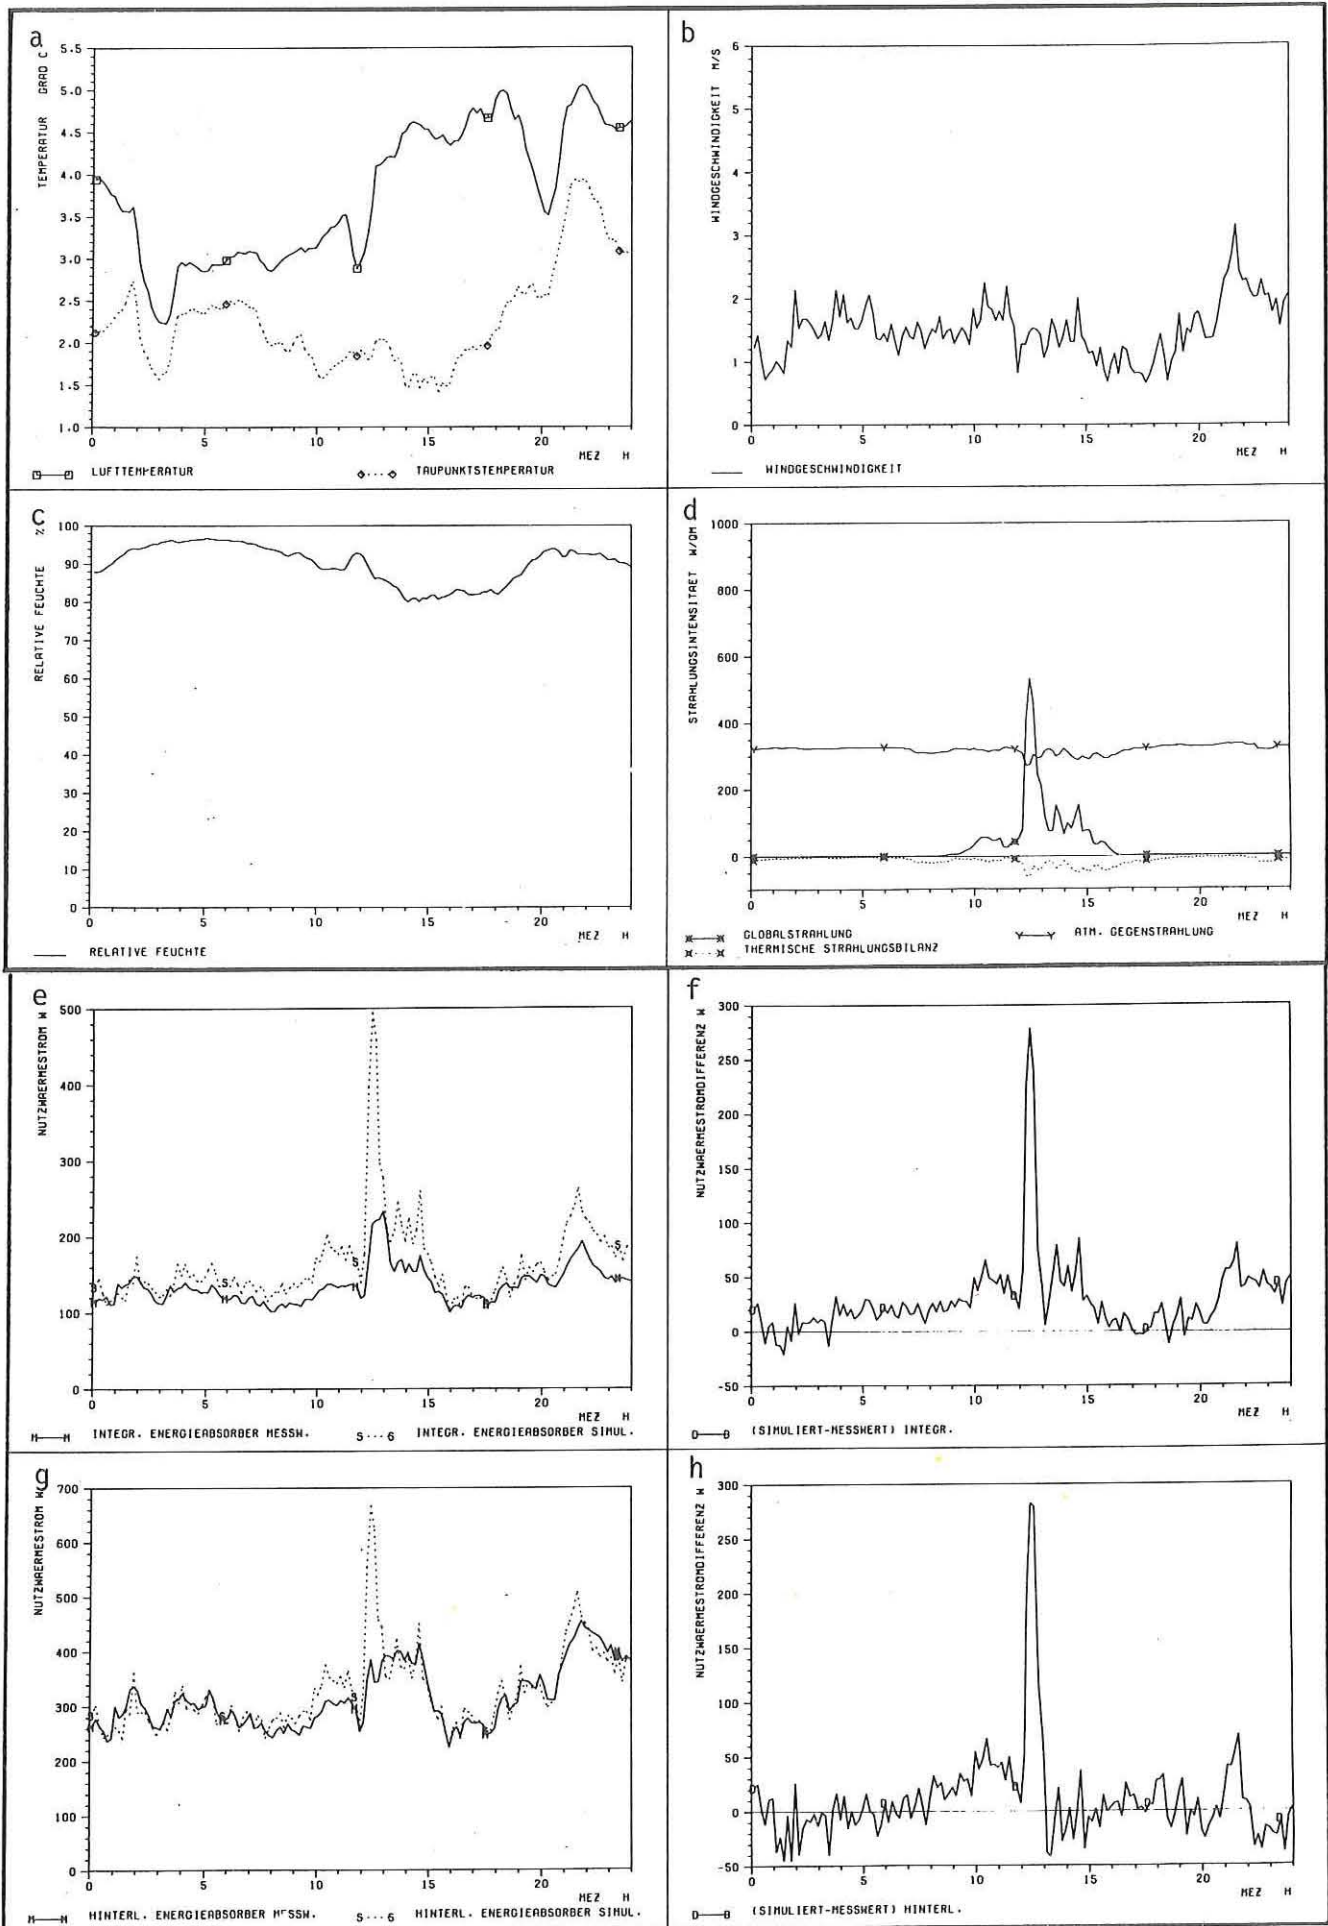 a
TEMPERATUR GRAD C
5.5
5.0
4.5
4.0
3.5
3.0
2.5
2.0
1.5
1.0
0 5 10 15 20
MEZ H
LUFTTEMPERATUR TAUPUNKTSTEMPERATUR
b
WINDGESCHWINDIGKEIT M/S
6
5
4
3
2
1
0
0 5 10 15 20
MEZ H
WINDGESCHWINDIGKEIT
c
RELATIVE FEUCHTE %
100
90
80
70
60
50
40
30
20
10
0
0 5 10 15 20
MEZ H
RELATIVE FEUCHTE
d
STRAHLUNGSINTENSITAET W/QM
1000
800
600
400
200
0
0 5 10 15 20
MEZ H
GLOBALSTRAHLUNG Y—Y ATM. GEGENSTRAHLUNG
THERMISCHE STRAHLUNGSBILANZ
e
NUTZWAERMESTROM W
500
400
300
200
100
0
0 5 10 15 20
MEZ H
M—M INTEGR. ENERGIEABSORBER MESSW. S···6 INTEGR. ENERGIEABSORBER SIMUL.
f
NUTZWAERMESTROMDIFFERENZ W
300
250
200
150
100
50
0
-50
0 5 10 15 20
MEZ H
D—D (SIMULIERT-MESSWERT) INTEGR.
g
NUTZWAERMESTROM W
700
600
500
400
300
200
100
0
0 5 10 15 20
MEZ H
M—M HINTERL. ENERGIEABSORBER MESSW. S···6 HINTERL. ENERGIEABSORBER SIMUL.
h
NUTZWAERMESTROMDIFFERENZ W
300
250
200
150
100
50
0
-50
0 5 10 15 20
MEZ H
D—D (SIMULIERT-MESSWERT) HINTERL.